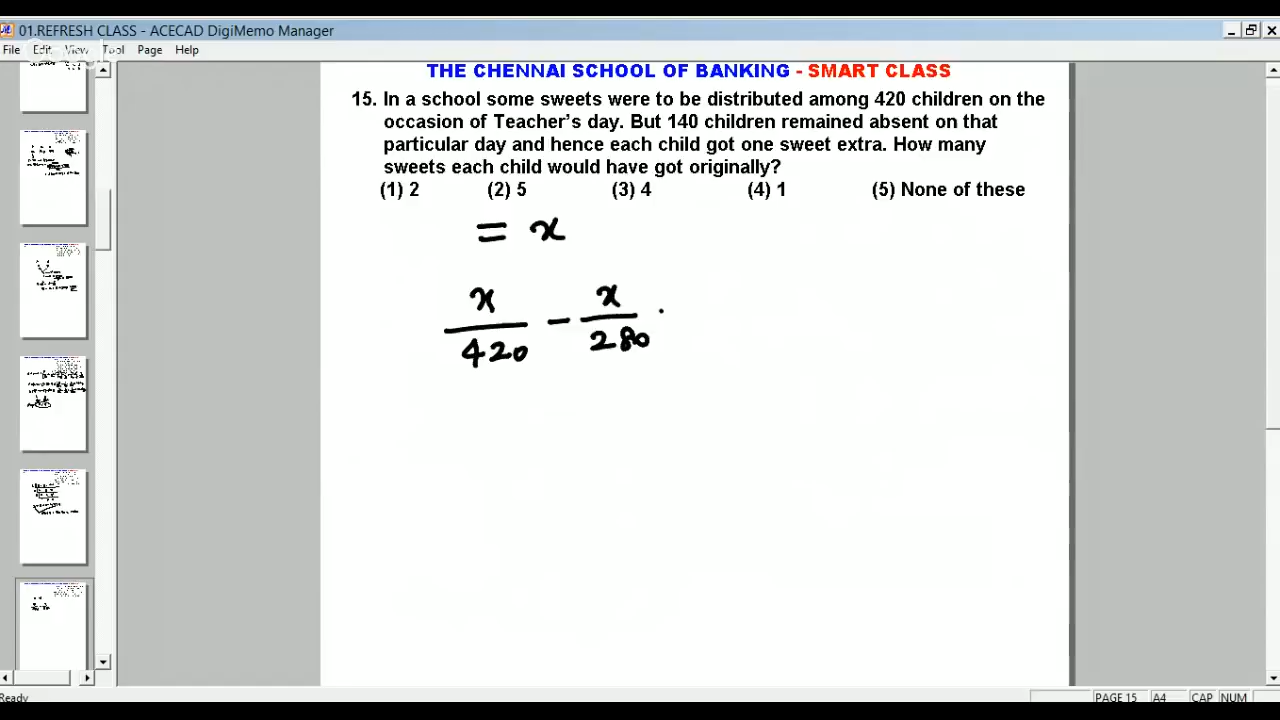 01.REFRESH CLASS - ACECAD DigiMemo Manager
File Edit View Tool Page Help
THE CHENNAI SCHOOL OF BANKING - SMART CLASS
15. In a school some sweets were to be distributed among 420 children on the
occasion of Teacher's day. But 140 children remained absent on that
particular day and hence each child got one sweet extra. How many
sweets each child would have got originally?
(1) 2 (2) 5 (3) 4 (4) 1 (5) None of these
= x
x/420 - x/280
Ready PAGE 15 A4 CAP NUM